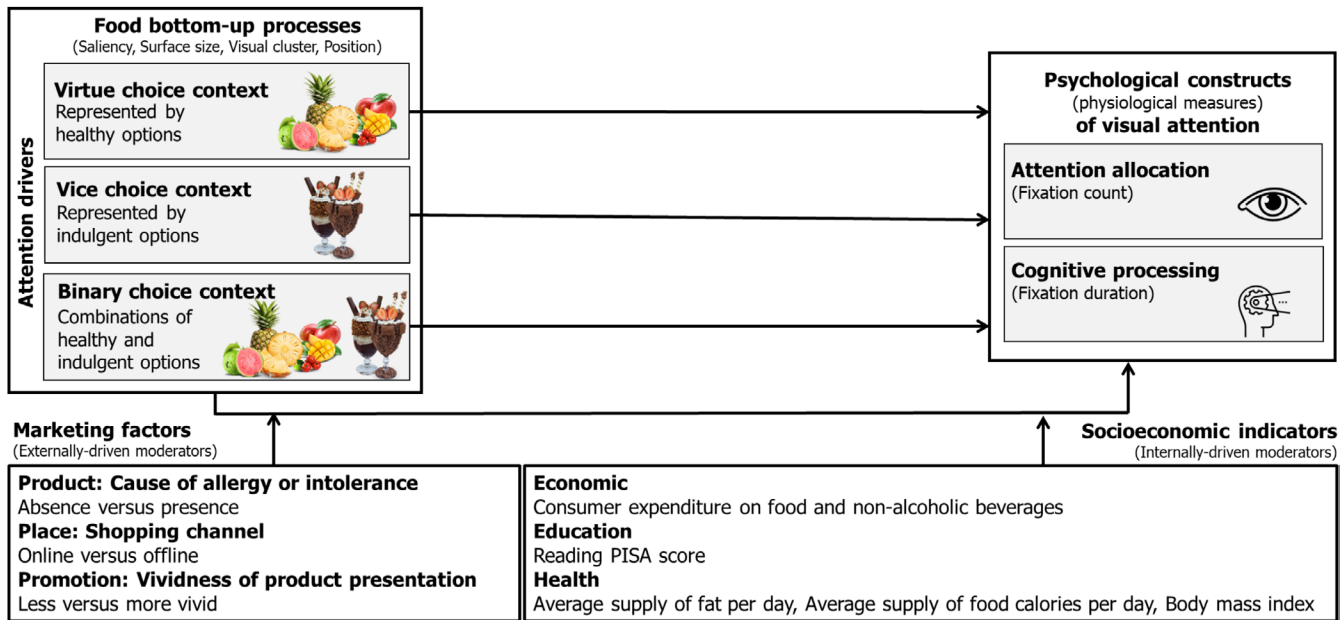 Food bottom-up processes
(Saliency, Surface size, Visual cluster, Position)
Attention drivers
Virtue choice context
Represented by
healthy options
Vice choice context
Represented by
indulgent options
Binary choice context
Combinations of
healthy and
indulgent options
Psychological constructs
(physiological measures)
of visual attention
Attention allocation
(Fixation count)
Cognitive processing
(Fixation duration)
Marketing factors
(Externally-driven moderators)
Product: Cause of allergy or intolerance
Absence versus presence
Place: Shopping channel
Online versus offline
Promotion: Vividness of product presentation
Less versus more vivid
Socioeconomic indicators
(Internally-driven moderators)
Economic
Consumer expenditure on food and non-alcoholic beverages
Education
Reading PISA score
Health
Average supply of fat per day, Average supply of food calories per day, Body mass index